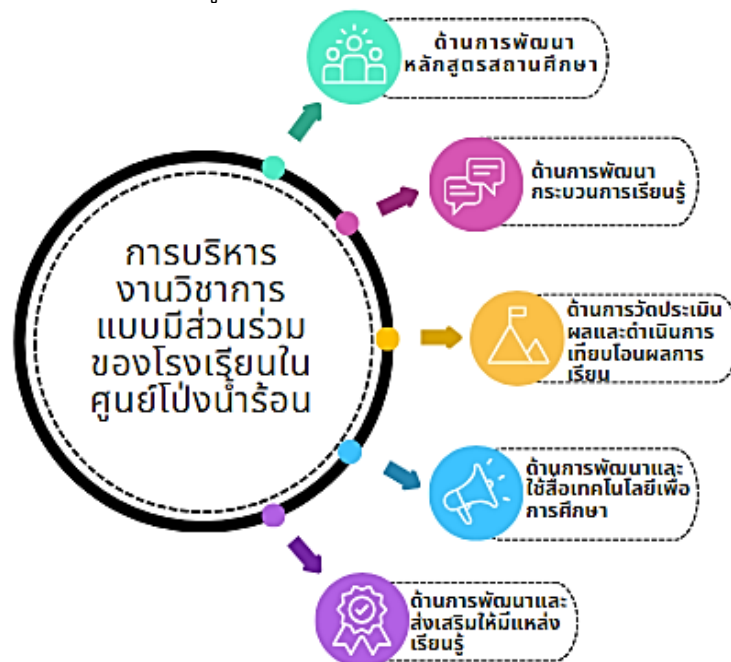 ด้านการพัฒนา
หลักสูตรสถานศึกษา
ด้านการพัฒนา
กระบวนการเรียนรู้
การบริหาร
งานวิชาการ
แบบมีส่วนร่วม
ของโรงเรียนใน
ศูนย์โป่งน้ำร้อน
ด้านการวัดประเมิน
ผลและดำเนินการ
เทียบโอนผลการ
เรียน
ด้านการพัฒนาและ
ใช้สื่อเทคโนโลยีเพื่อ
การศึกษา
ด้านการพัฒนาและ
ส่งเสริมให้มีแหล่ง
เรียนรู้